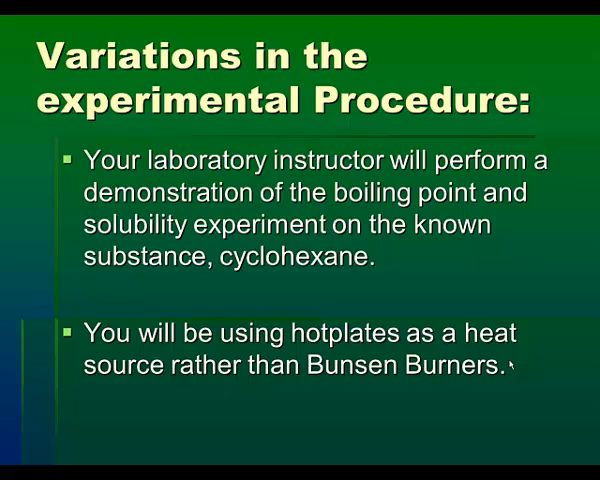 Variations in the
experimental Procedure:
Your laboratory instructor will perform a
demonstration of the boiling point and
solubility experiment on the known
substance, cyclohexane.
You will be using hotplates as a heat
source rather than Bunsen Burners.